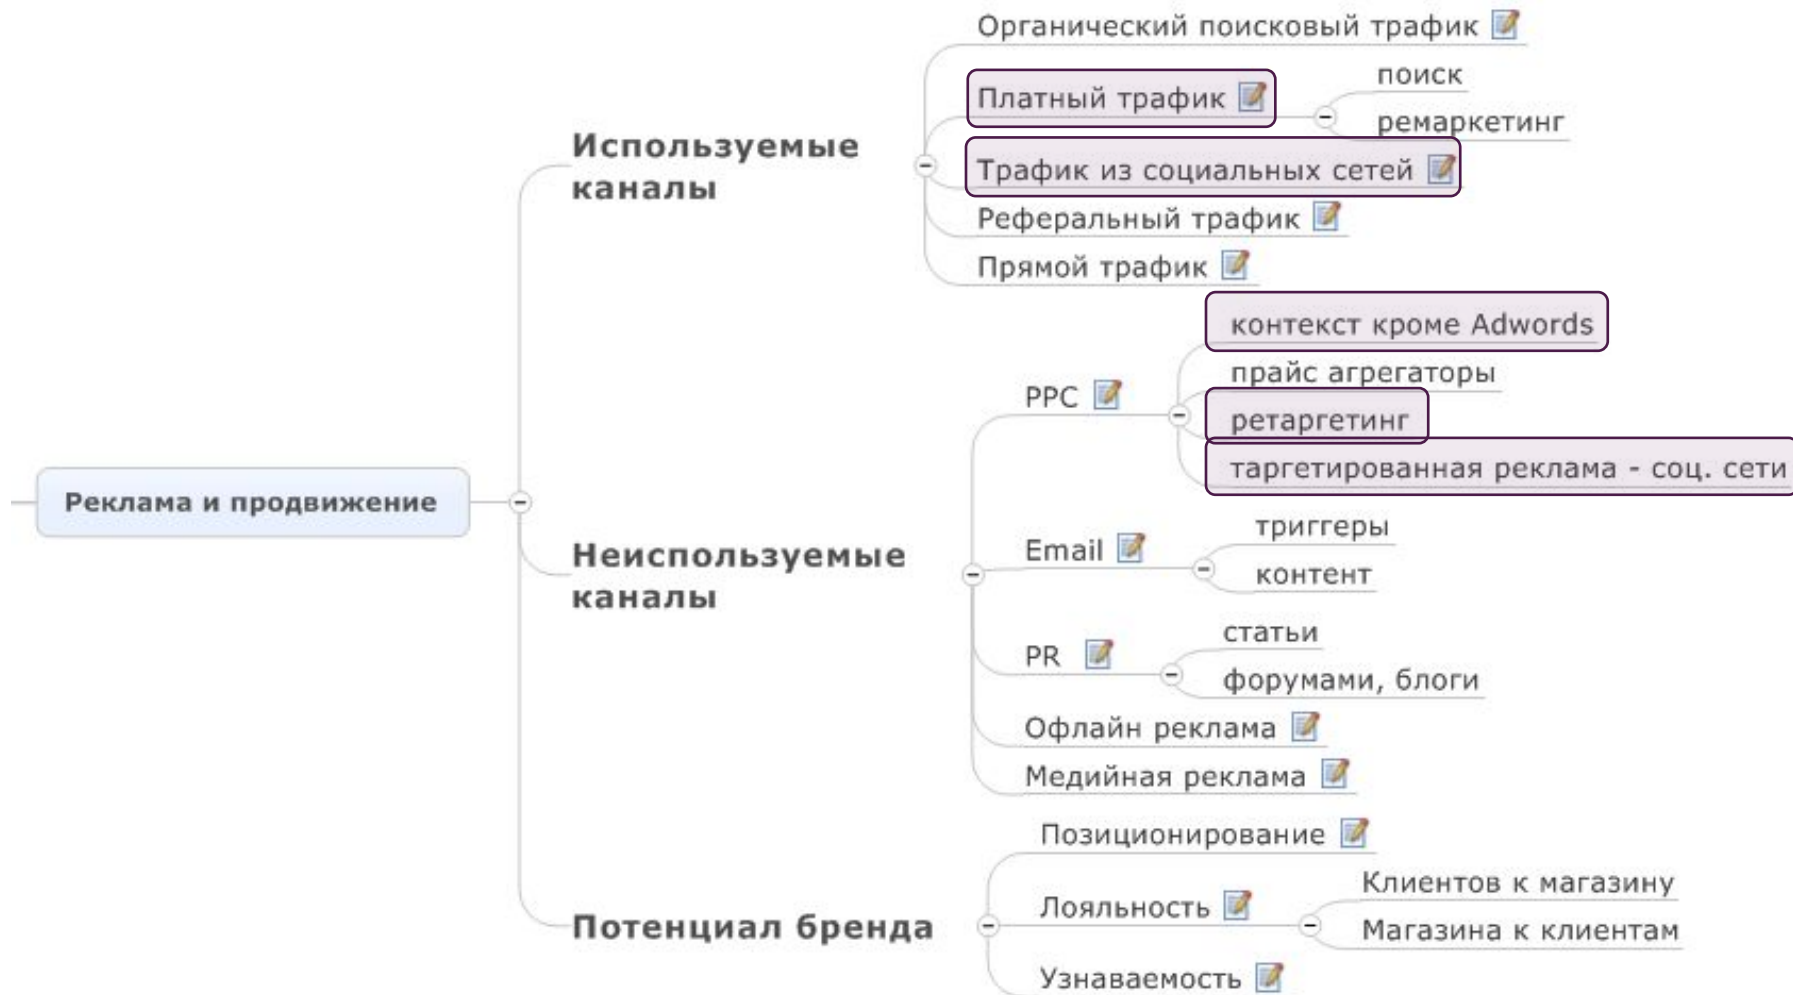 Реклама и продвижение
Используемые
каналы
Органический поисковый трафик
Платный трафик
поиск
ремаркетинг
Трафик из социальных сетей
Реферальный трафик
Прямой трафик
Неиспользуемые
каналы
PPC
контекст кроме Adwords
прайс агрегаторы
ретаргетинг
таргетированная реклама - соц. сети
Email
триггеры
контент
PR
статьи
форумами, блоги
Офлайн реклама
Медийная реклама
Потенциал бренда
Позиционирование
Лояльность
Клиентов к магазину
Магазина к клиентам
Узнаваемость